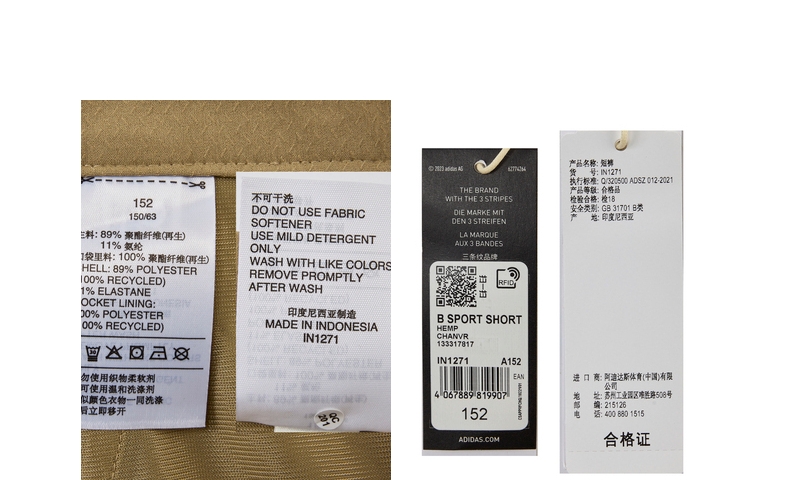 152
150/63
料: 89% 聚酯纤维(再生)
11% 氨纶
袋里料: 100% 聚酯纤维(再生)
HELL: 89% POLYESTER
100% RECYCLED)
1% ELASTANE
OCKET LINING:
00% POLYESTER
00% RECYCLED)
勿使用织物柔软剂
可使用温和洗涤剂
似颜色衣物一同洗涤
后立即移开
不可干洗
DO NOT USE FABRIC
SOFTENER
USE MILD DETERGENT
ONLY
WASH WITH LIKE COLORS
REMOVE PROMPTLY
AFTER WASH
印度尼西亚制造
MADE IN INDONESIA
IN1271
© 2023 adidas AG
62774264
THE BRAND
WITH THE 3 STRIPES
DIE MARKE MIT
DEN 3 STREIFEN
LA MARQUE
AUX 3 BANDES
三条纹品牌
RFID
B SPORT SHORT
HEMP
CHANVR
133317817
IN1271 A152
EAN
4 067889 819907
152
ADIDAS.COM
产品名称: 短裤
货 号: IN1271
执行标准: Q/320500 ADSZ 012-2021
产品等级: 合格品
检验合格: 检18
安全类别: GB 31701 B类
产 地: 印度尼西亚
进 口 商: 阿迪达斯体育(中国)有限
公司
地 址: 苏州工业园区唯胜路508号
邮 编: 215126
电 话: 400 880 1515
合格证